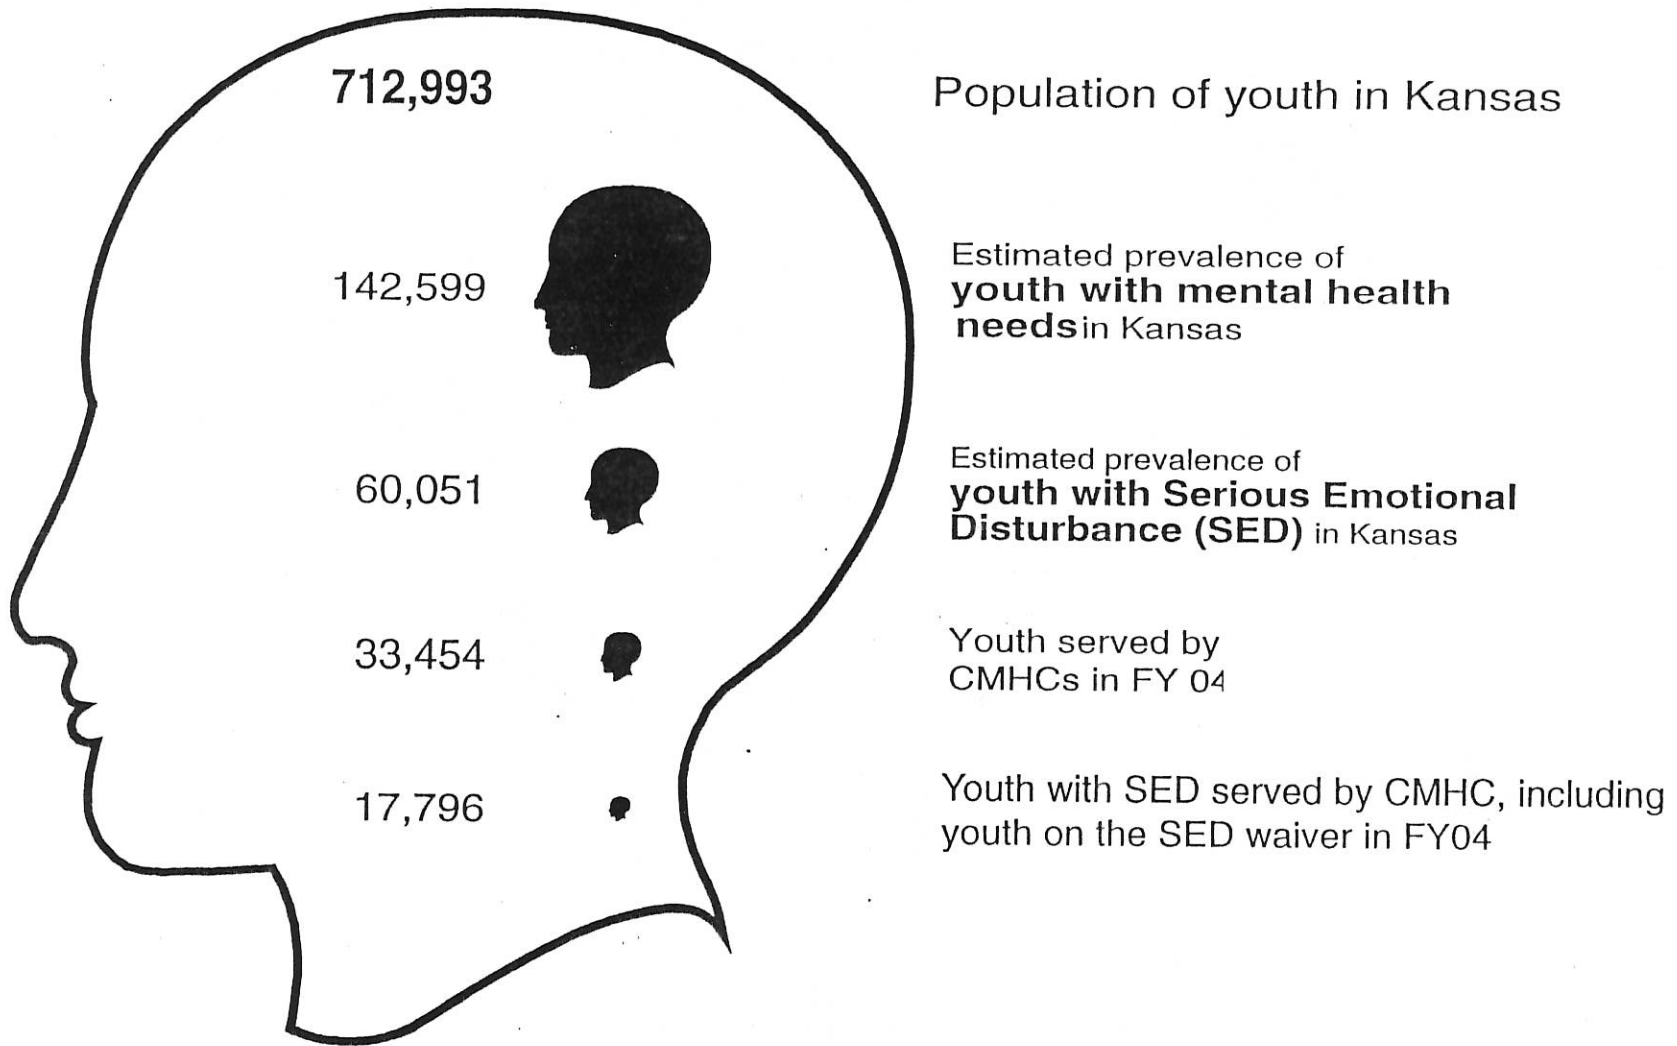 712,993 Population of youth in Kansas
142,599
Estimated prevalence of
youth with mental health
needs in Kansas
60,051
Estimated prevalence of
youth with Serious Emotional
Disturbance (SED) in Kansas
33,454
Youth served by
CMHCs in FY 04
17,796
Youth with SED served by CMHC, including
youth on the SED waiver in FY04